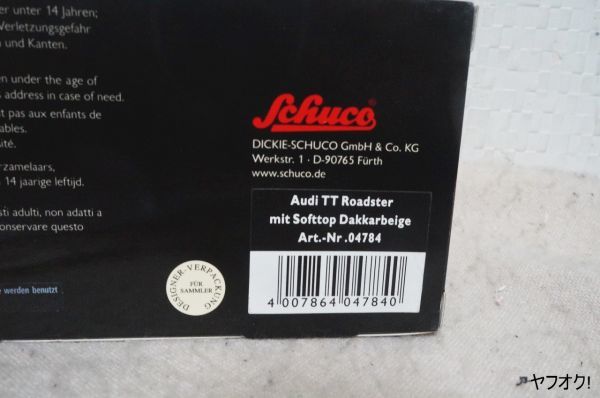 er unter 14 Jahren;
Verletzungsgefahr
n und Kanten.
en under the age of
s address in case of need.
t pas aux enfants de
ables.
ité.
rzamelaars,
14 jaarige leftijd.
sti adulti, non adatti a
onservare questo
e werden benutzt
Schuco®
DICKIE-SCHUCO GmbH & Co. KG
Werkstr. 1 · D-90765 Fürth
www.schuco.de
Audi TT Roadster
mit Softtop Dakkarbeige
Art.-Nr .04784
4 007864 047840
DESIGNER-VERPACKUNG
FÜR
SAMMLER
ヤフオク!